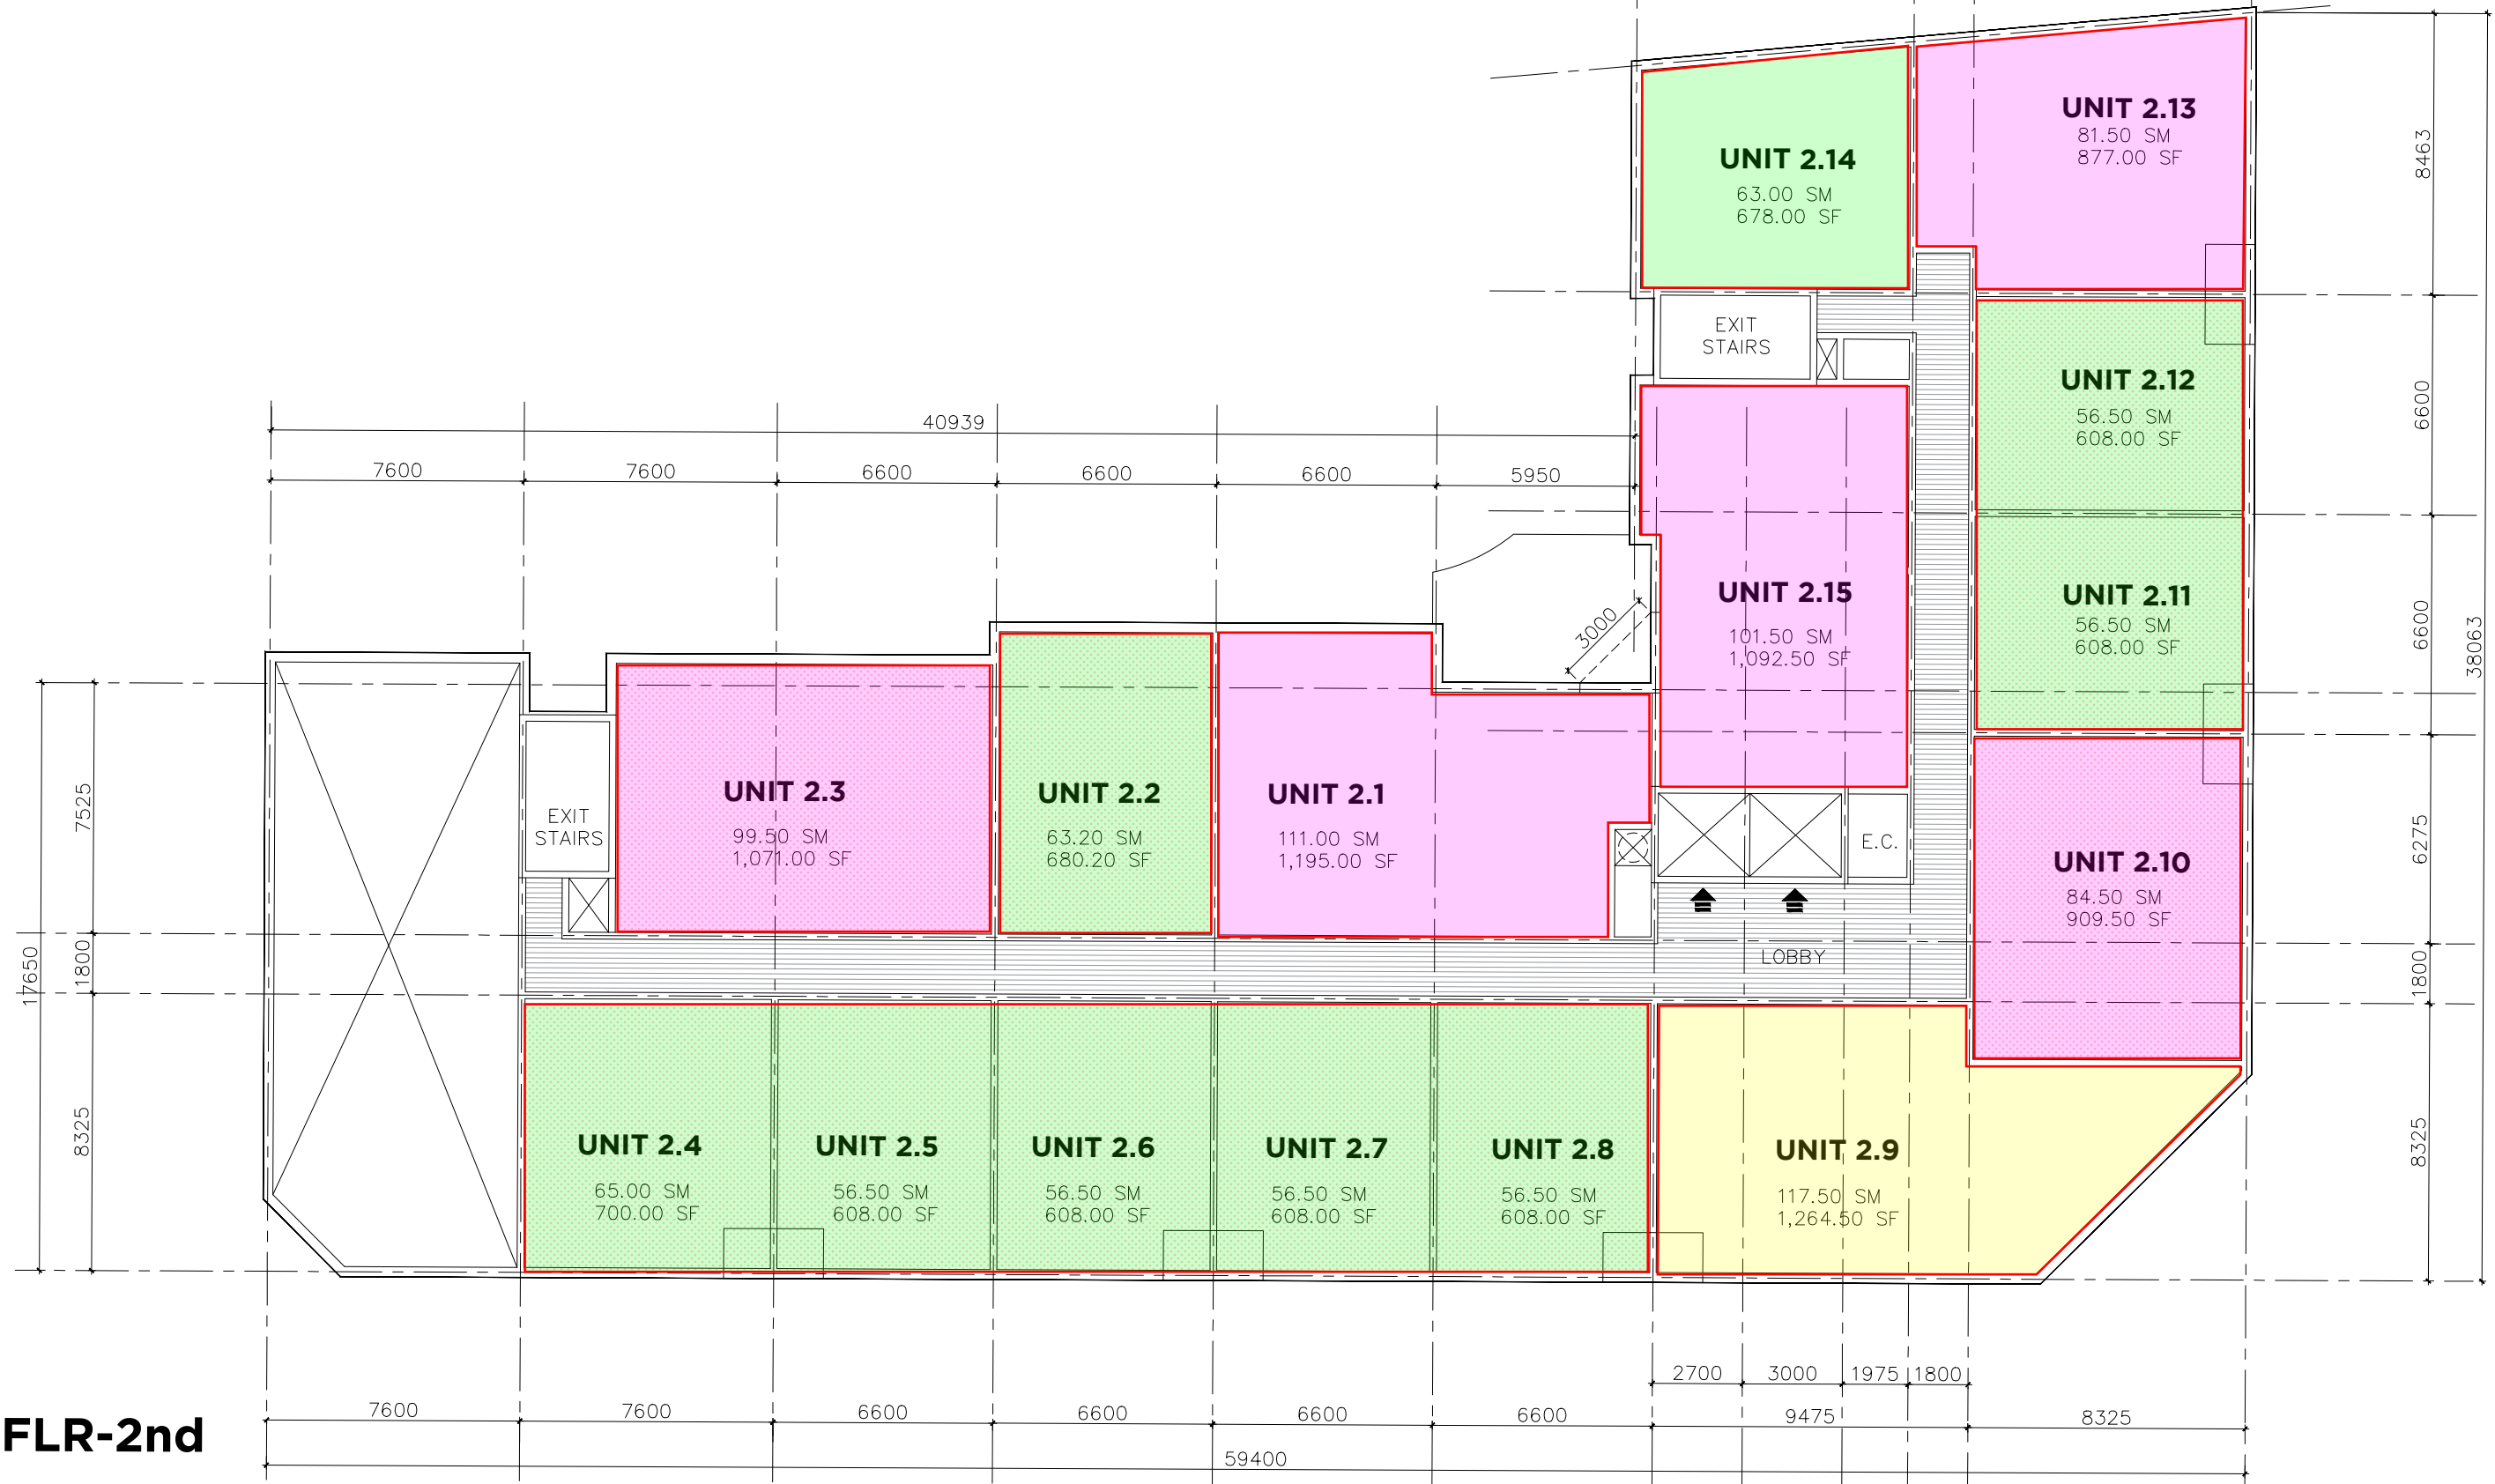 UNIT 2.13
81.50 SM
877.00 SF
UNIT 2.14
63.00 SM
678.00 SF
8463
EXIT
STAIRS
UNIT 2.12
56.50 SM
608.00 SF
6600
40939
7600
7600
6600
6600
6600
5950
UNIT 2.15
101.50 SM
1,092.50 SF
UNIT 2.11
56.50 SM
608.00 SF
6600
38063
3000
7525
EXIT
STAIRS
UNIT 2.3
99.50 SM
1,071.00 SF
UNIT 2.2
63.20 SM
680.20 SF
UNIT 2.1
111.00 SM
1,195.00 SF
E.C.
UNIT 2.10
84.50 SM
909.50 SF
6275
17650
1800
LOBBY
1800
8325
UNIT 2.4
65.00 SM
700.00 SF
UNIT 2.5
56.50 SM
608.00 SF
UNIT 2.6
56.50 SM
608.00 SF
UNIT 2.7
56.50 SM
608.00 SF
UNIT 2.8
56.50 SM
608.00 SF
UNIT 2.9
117.50 SM
1,264.50 SF
8325
2700
3000
1975
1800
7600
7600
6600
6600
6600
6600
9475
8325
59400
FLR-2nd